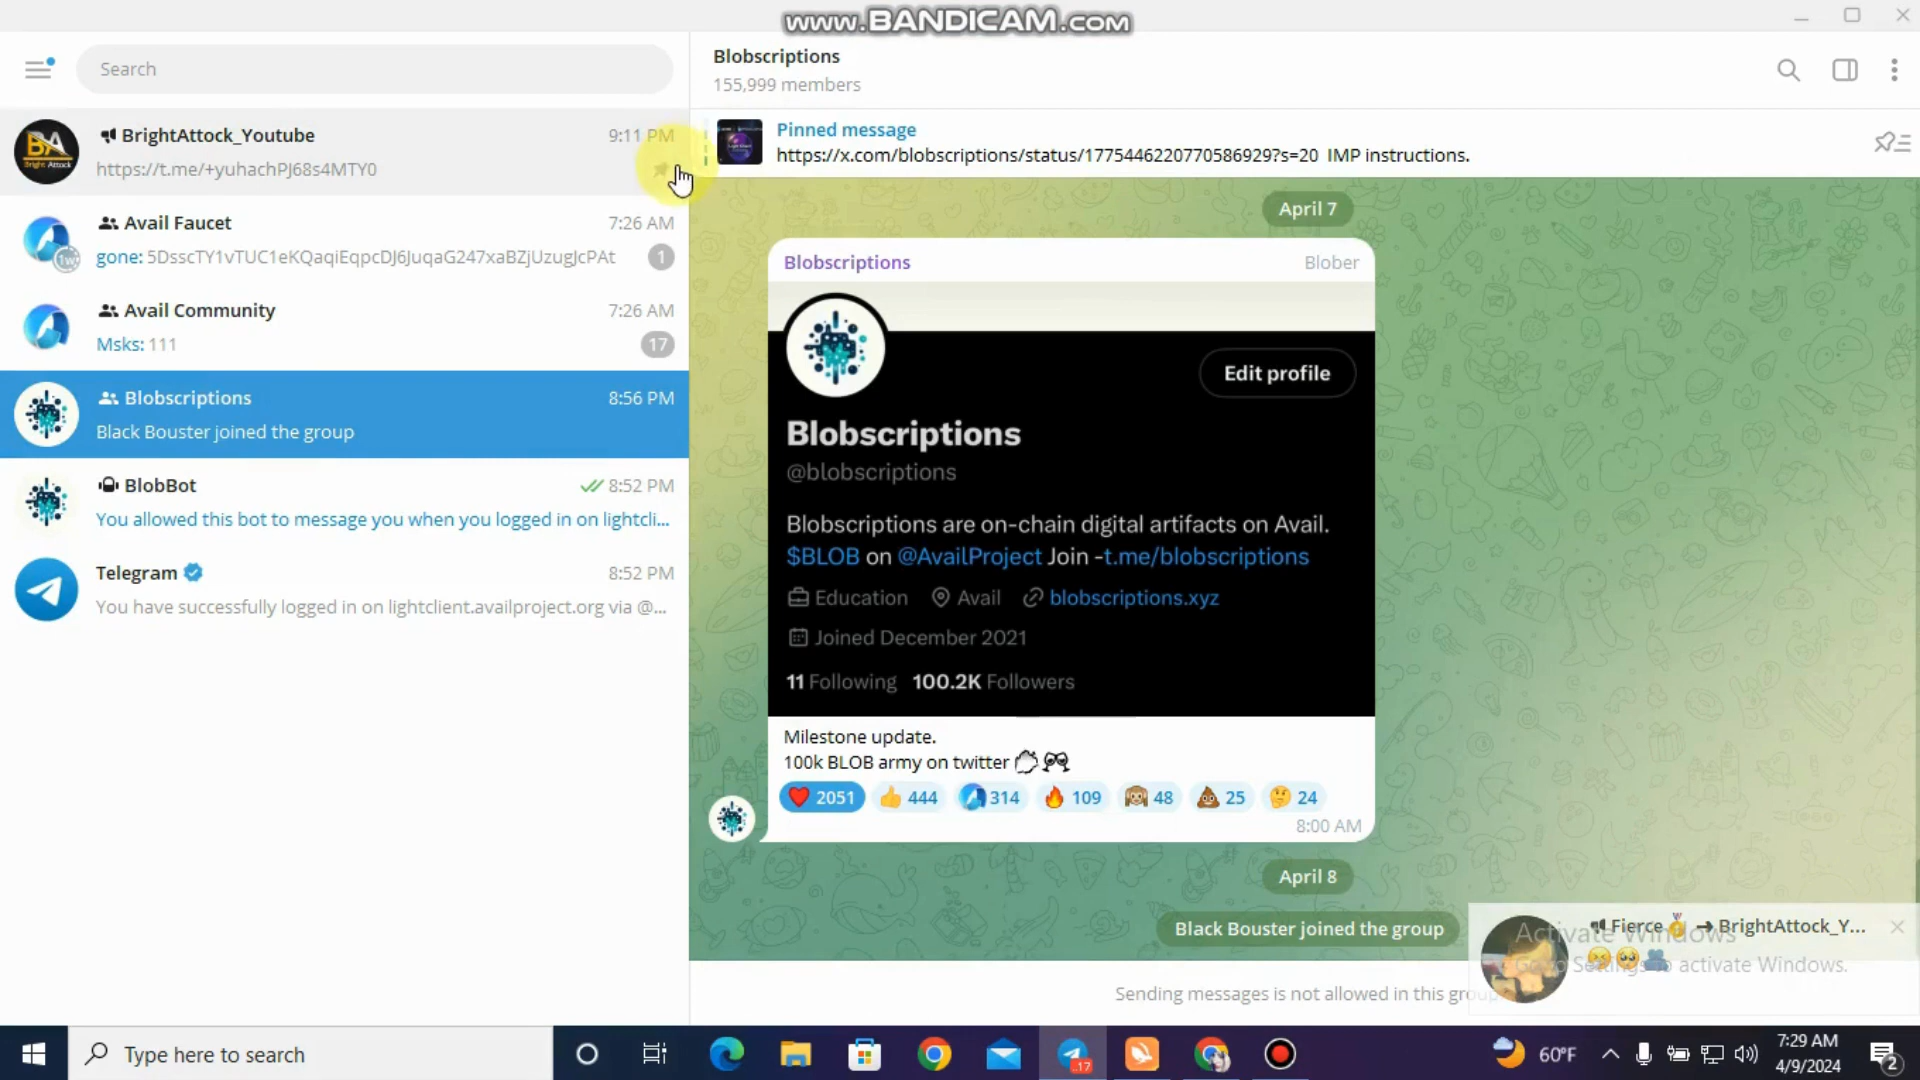 www.BANDICAM.com
Search
BrightAttock_Youtube
9:11 PM
https://t.me/+yuhachPJ68s4MTY0
BA
Bright Attock
Avail Faucet
7:26 AM
gone: 5DsscTY1vTUC1eKQaqiEqpcDJ6JuqaG247xaBZjUzugJcPAt
1
1w
Avail Community
7:26 AM
Msks: 111
17
Blobscriptions
8:56 PM
Black Bouster joined the group
BlobBot
8:52 PM
You allowed this bot to message you when you logged in on lightcli...
Telegram
8:52 PM
You have successfully logged in on lightclient.availproject.org via @...
Blobscriptions
155,999 members
Pinned message
https://x.com/blobscriptions/status/1775446220770586929?s=20 IMP instructions.
April 7
Blobscriptions
Blober
Edit profile
Blobscriptions
@blobscriptions
Blobscriptions are on-chain digital artifacts on Avail.
$BLOB on @AvailProject Join -t.me/blobscriptions
Education Avail blobscriptions.xyz
Joined December 2021
11 Following 100.2K Followers
Milestone update.
100k BLOB army on twitter
2051 444 314 109 48 25 24
8:00 AM
April 8
Black Bouster joined the group
Fierce → BrightAttock_Y...
Activate Windows
Go to Settings to activate Windows.
Sending messages is not allowed in this group
Type here to search
17
60°F
7:29 AM
4/9/2024
2